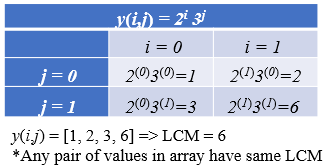 y(i,j) = 2^i 3^j
i = 0 i = 1
j = 0 2^(0)3^(0)=1 2^(1)3^(0)=2
j = 1 2^(0)3^(1)=3 2^(1)3^(1)=6
y(i,j) = [1, 2, 3, 6] => LCM = 6
*Any pair of values in array have same LCM